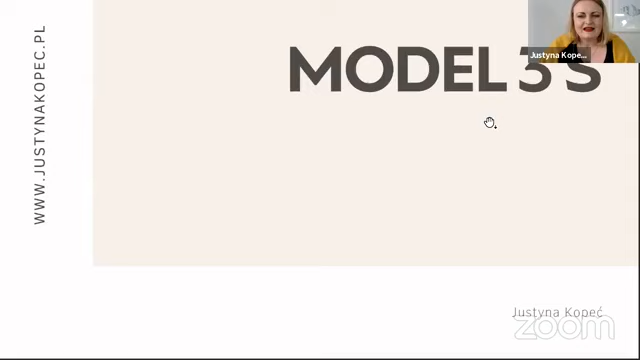 WWW.JUSTYNAKOPEC.PL
MODEL 3 S
Justyna Kope...
Justyna Kopeć
zoom